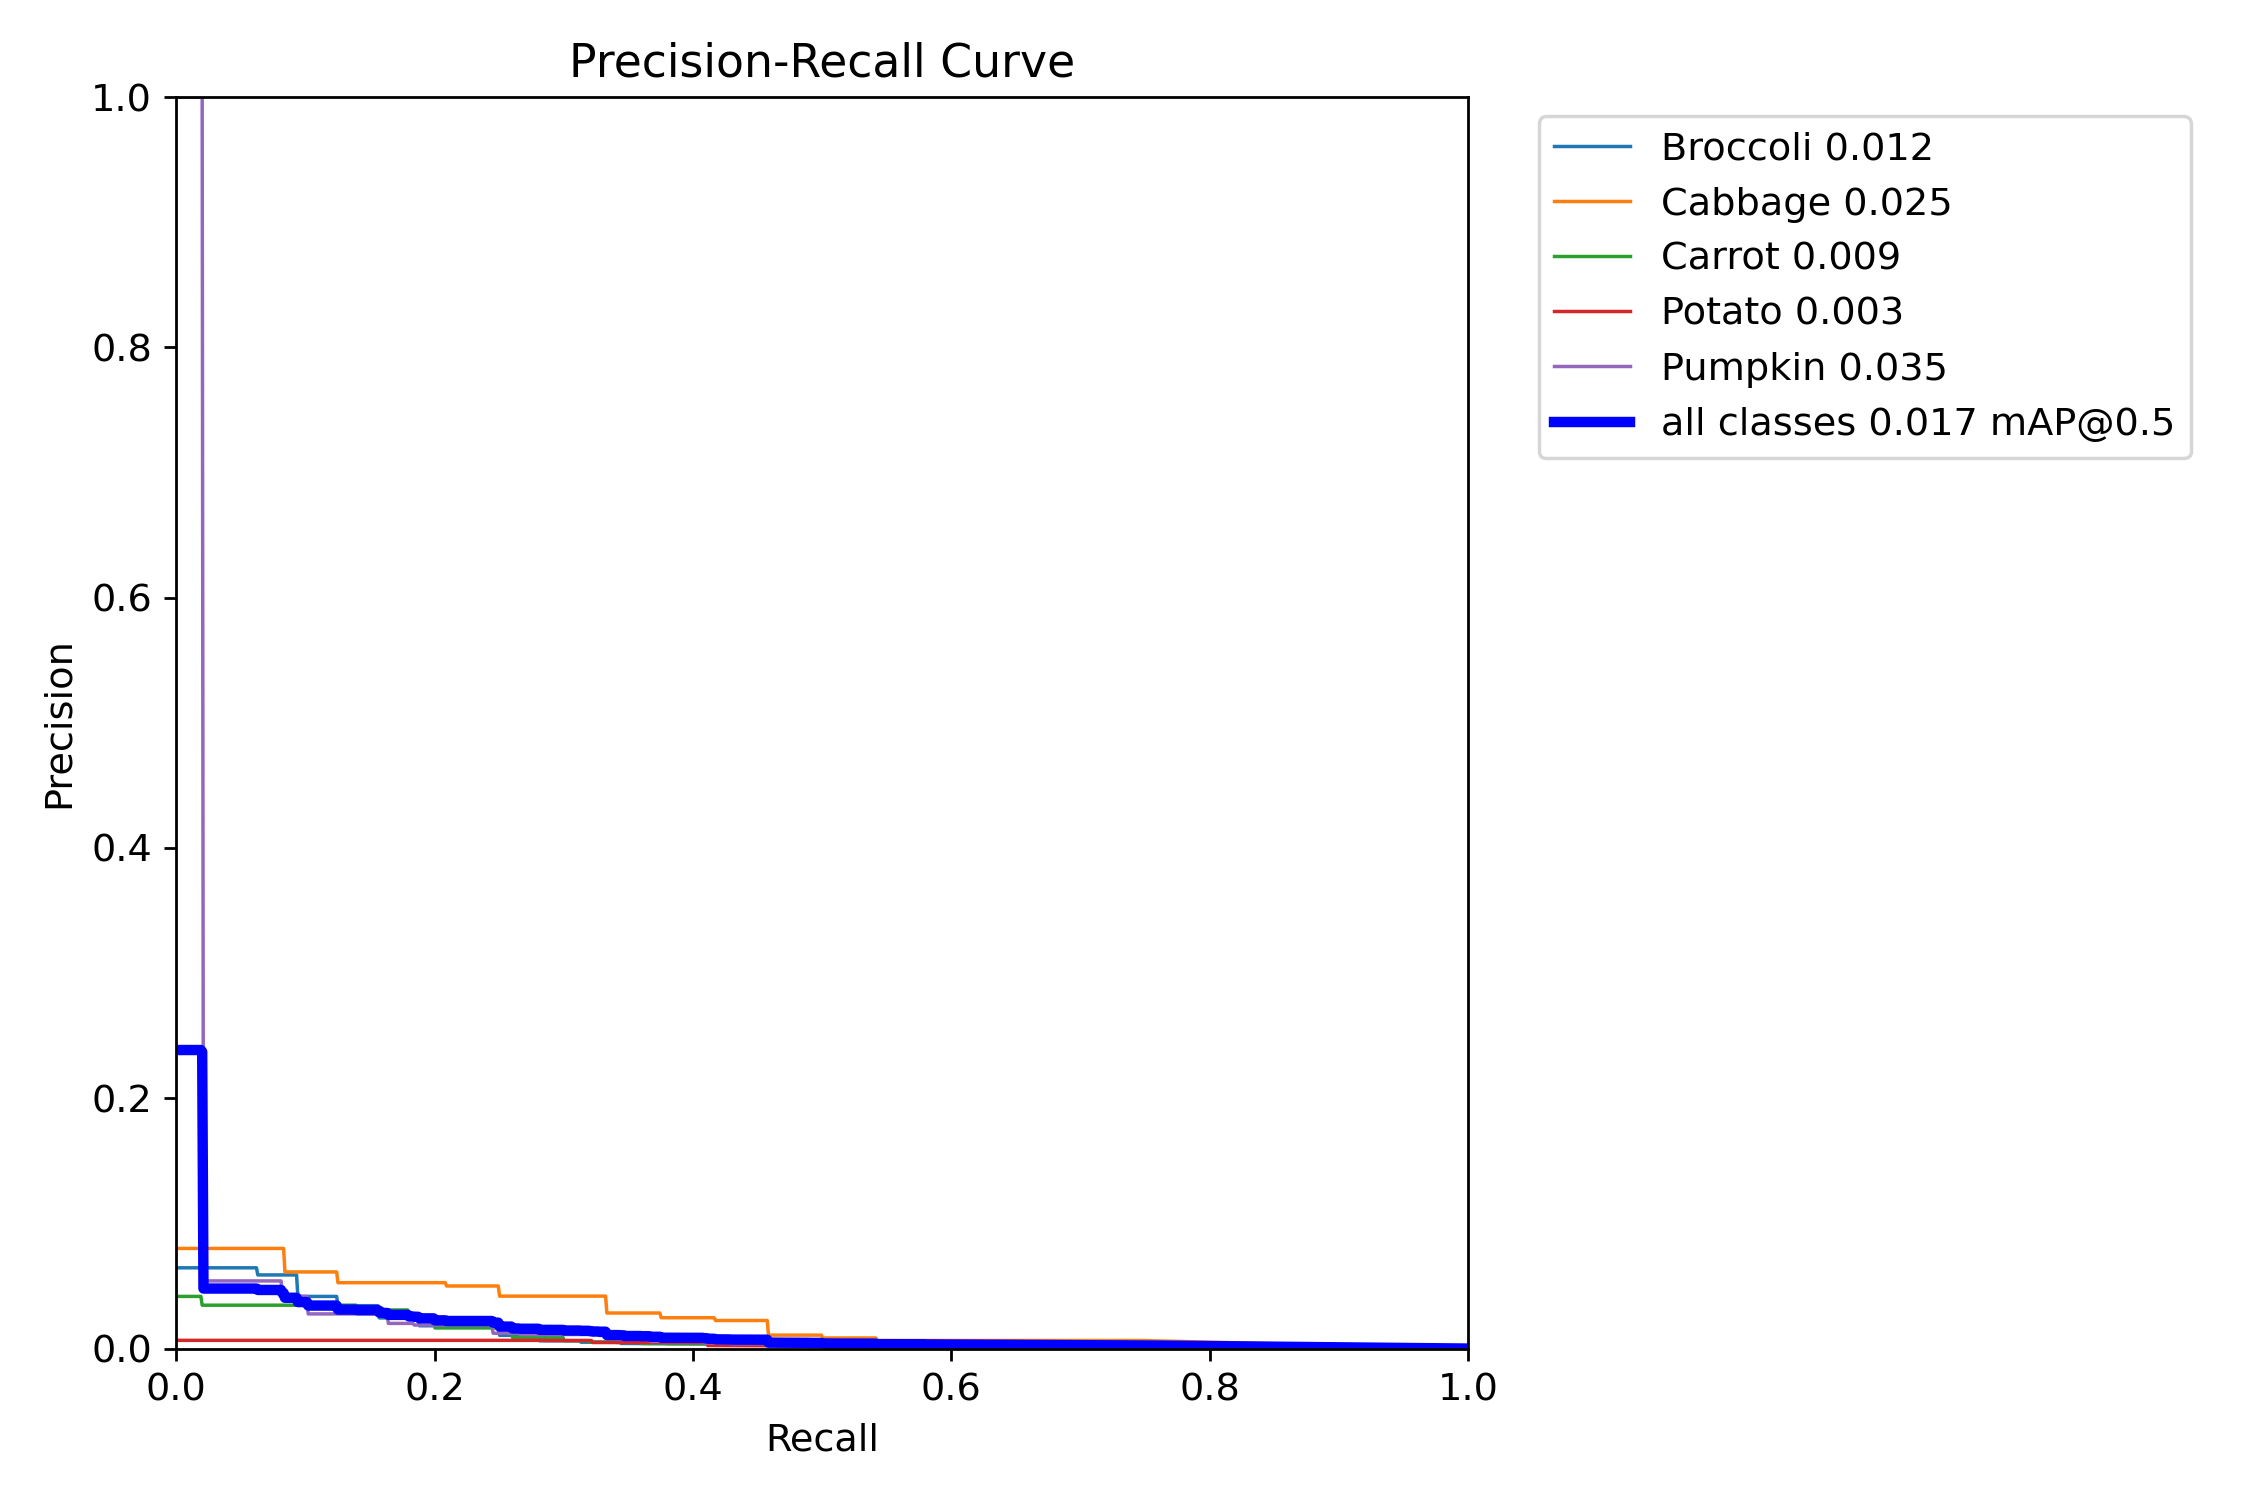 Precision-Recall Curve
1.0
0.8
0.6
0.4
0.2
0.0
Precision
0.0 0.2 0.4 0.6 0.8 1.0
Recall
Broccoli 0.012
Cabbage 0.025
Carrot 0.009
Potato 0.003
Pumpkin 0.035
all classes 0.017 mAP@0.5